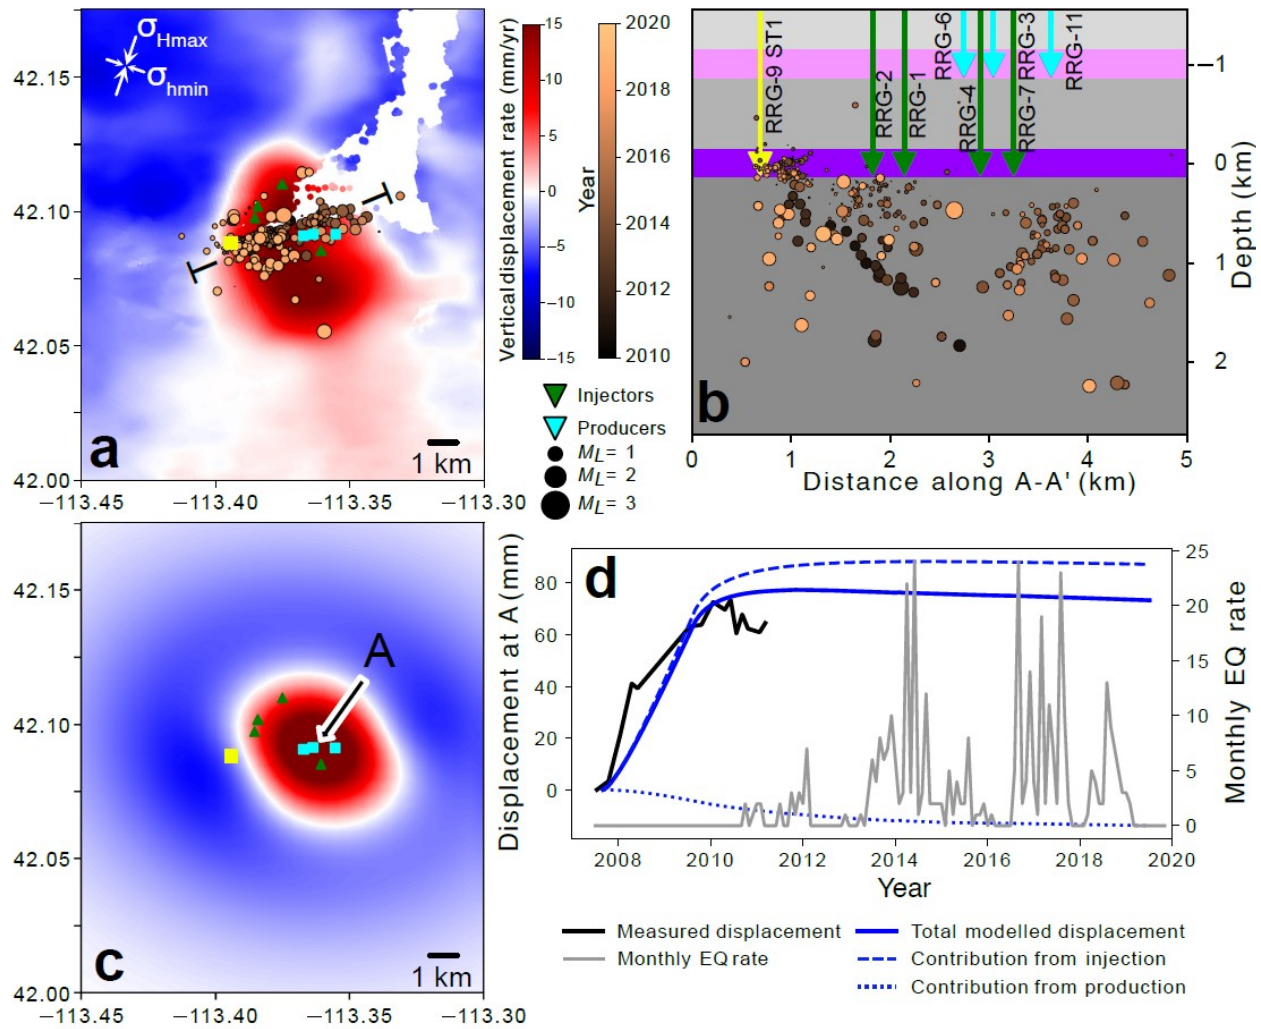 σHmax
σhmin
42.15
42.10
42.05
42.00
−113.45
−113.40
−113.35
−113.30
a
1 km
Vertical displacement rate (mm/yr)
15
10
5
0
−5
−10
−15
Year
2020
2018
2016
2014
2012
2010
Injectors
Producers
ML= 1
ML= 2
ML= 3
RRG-9 ST1
RRG-2
RRG-1
RRG-6
RRG-4
RRG-3
RRG-7
RRG-11
b
−1
0
1
2
Depth (km)
0
1
2
3
4
5
Distance along A-A' (km)
42.15
42.10
42.05
42.00
−113.45
−113.40
−113.35
−113.30
A
c
1 km
d
Displacement at A (mm)
80
60
40
20
0
Monthly EQ rate
25
20
15
10
5
0
2008
2010
2012
2014
2016
2018
2020
Year
Measured displacement
Monthly EQ rate
Total modelled displacement
Contribution from injection
Contribution from production